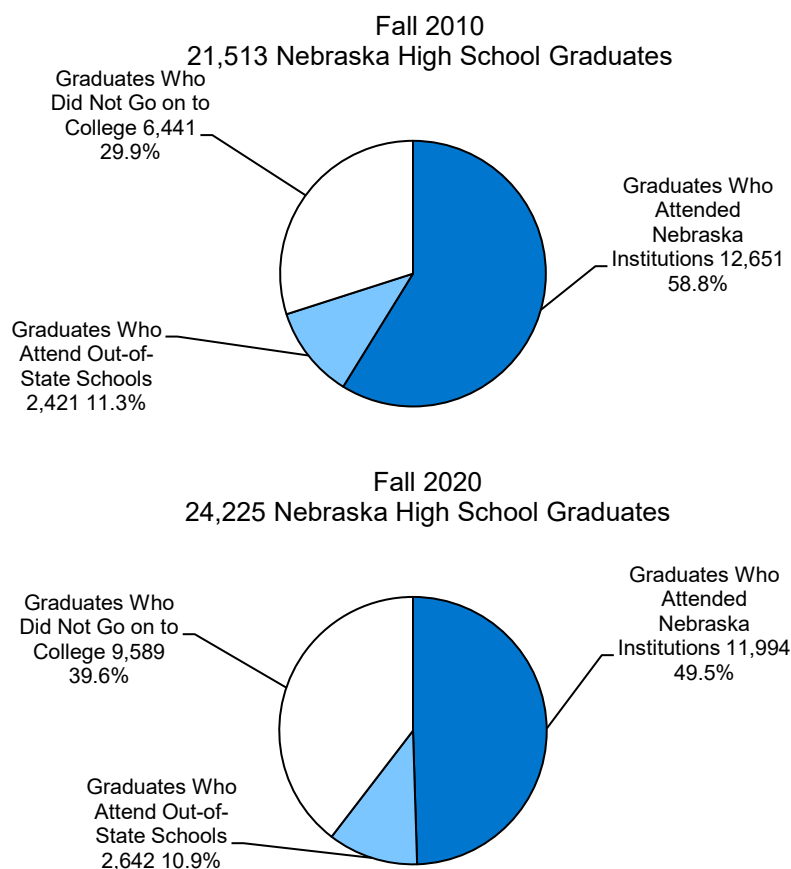 Fall 2010
21,513 Nebraska High School Graduates
Graduates Who
Did Not Go on to
College 6,441
29.9%
Graduates Who
Attended
Nebraska
Institutions 12,651
58.8%
Graduates Who
Attend Out-of-
State Schools
2,421 11.3%
Fall 2020
24,225 Nebraska High School Graduates
Graduates Who
Attended
Nebraska
Institutions 11,994
49.5%
Graduates Who
Did Not Go on to
College 9,589
39.6%
Graduates Who
Attend Out-of-
State Schools
2,642 10.9%